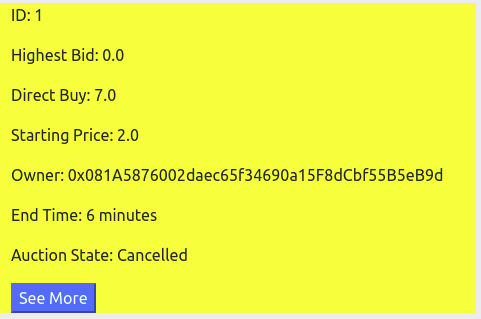 ID: 1
Highest Bid: 0.0
Direct Buy: 7.0
Starting Price: 2.0
Owner: 0x081A5876002daec65f34690a15F8dCbf55B5eB9d
End Time: 6 minutes
Auction State: Cancelled
See More